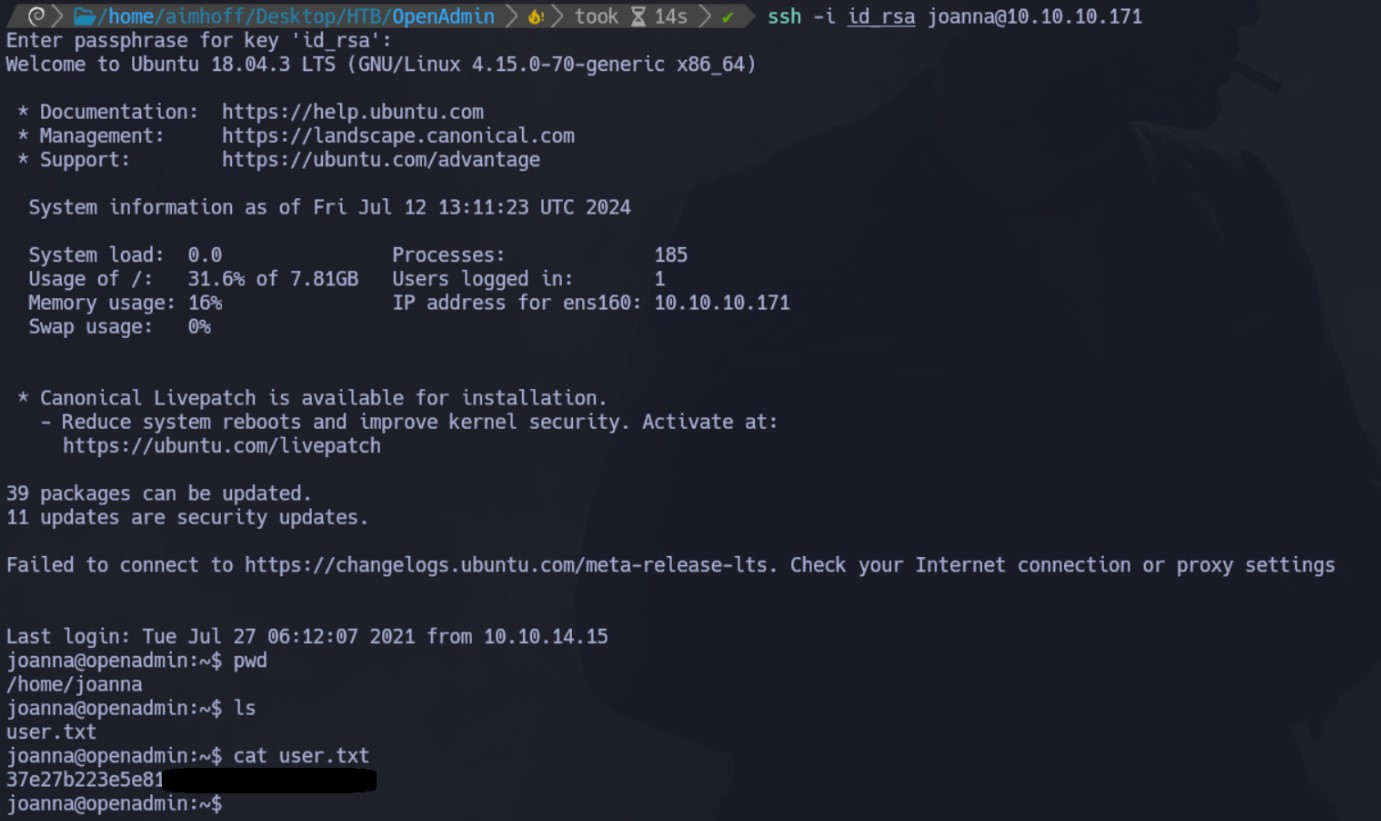 /home/aimhoff/Desktop/HTB/OpenAdmin took 14s ✔ ssh -i id_rsa joanna@10.10.10.171
Enter passphrase for key 'id_rsa':
Welcome to Ubuntu 18.04.3 LTS (GNU/Linux 4.15.0-70-generic x86_64)
* Documentation:  https://help.ubuntu.com
* Management:     https://landscape.canonical.com
* Support:        https://ubuntu.com/advantage
System information as of Fri Jul 12 13:11:23 UTC 2024
System load:  0.0               Processes:             185
Usage of /:   31.6% of 7.81GB   Users logged in:       1
Memory usage: 16%               IP address for ens160: 10.10.10.171
Swap usage:   0%
* Canonical Livepatch is available for installation.
- Reduce system reboots and improve kernel security. Activate at:
https://ubuntu.com/livepatch
39 packages can be updated.
11 updates are security updates.
Failed to connect to https://changelogs.ubuntu.com/meta-release-lts. Check your Internet connection or proxy settings
Last login: Tue Jul 27 06:12:07 2021 from 10.10.14.15
joanna@openadmin:~$ pwd
/home/joanna
joanna@openadmin:~$ ls
user.txt
joanna@openadmin:~$ cat user.txt
37e27b223e5e81
joanna@openadmin:~$